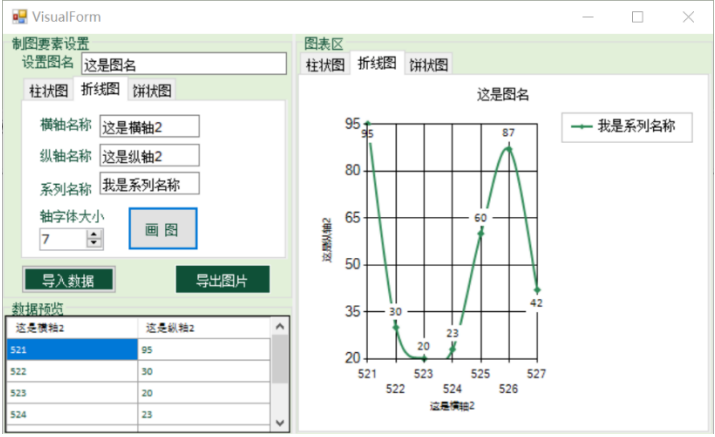 VisualForm
制图要素设置
设置图名 这是图名
柱状图 折线图 饼状图
横轴名称 这是横轴2
纵轴名称 这是纵轴2
系列名称 我是系列名称
轴字体大小
7
画 图
导入数据 导出图片
数据预览
这是横轴2 这是纵轴2
521 95
522 30
523 20
524 23
图表区
柱状图 折线图 饼状图
这是图名
我是系列名称
这是纵轴2
95
80
65
50
35
20
95
30
20
23
60
87
42
521 523 525 527
522 524 526
这是横轴2